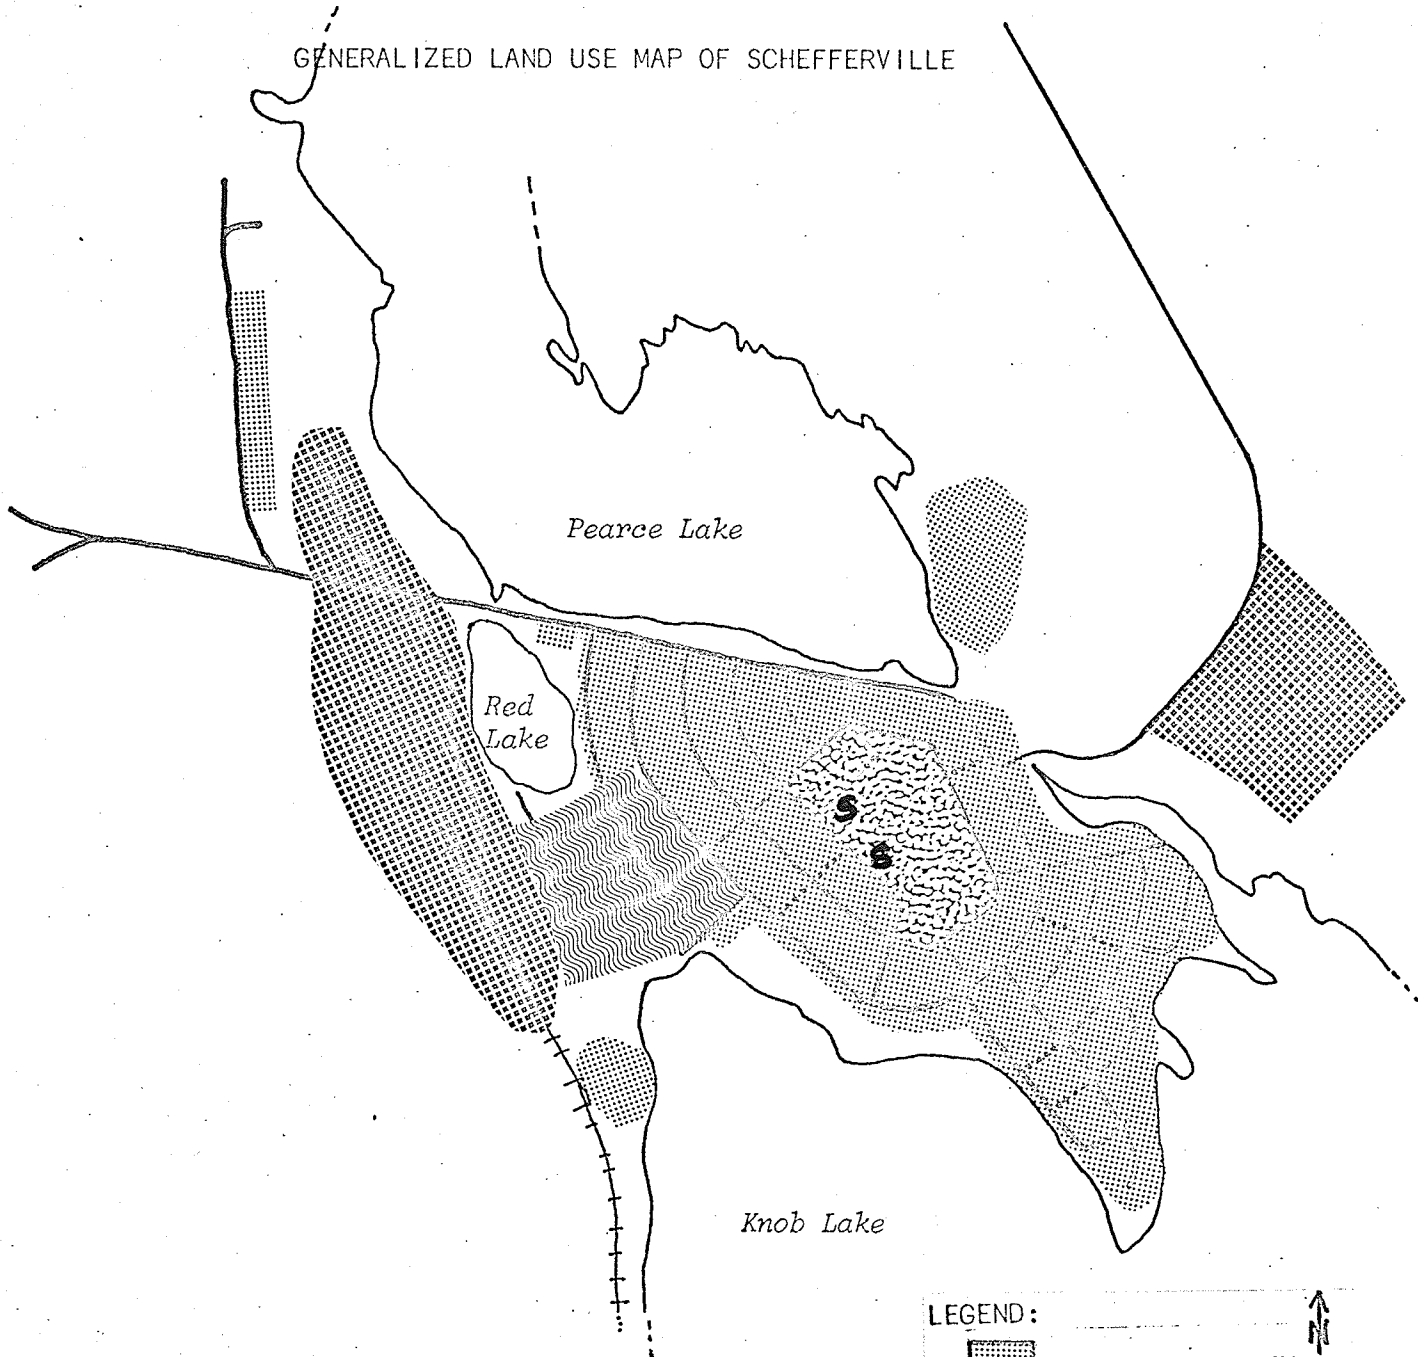 GENERALIZED LAND USE MAP OF SCHEFFERVILLE
Pearce Lake
Red
Lake
S
S
Knob Lake
LEGEND:
N